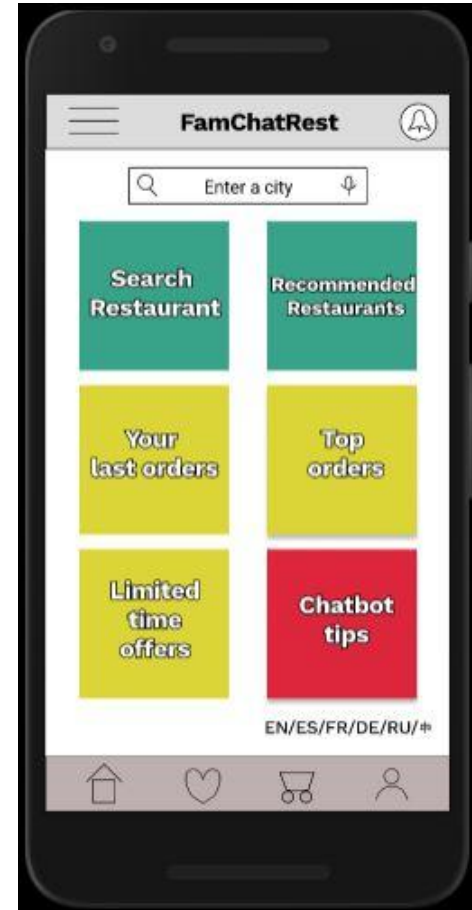 FamChatRest
Enter a city
Search
Restaurant
Recommended
Restaurants
Your
last orders
Top
orders
Limited
time
offers
Chatbot
tips
EN/ES/FR/DE/RU/中